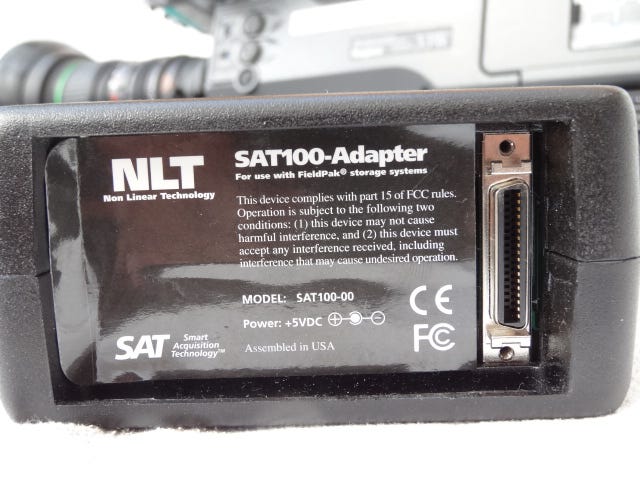 NLT
Non Linear Technology
SAT100-Adapter
For use with FieldPak® storage systems
This device complies with part 15 of FCC rules.
Operation is subject to the following two
conditions: (1) this device may not cause
harmful interference, and (2) this device must
accept any interference received, including
interference that may cause undesired operation.
MODEL: SAT100-00
Power: +5VDC
CE
FC
SAT Smart
Acquisition
Technology™
Assembled in USA